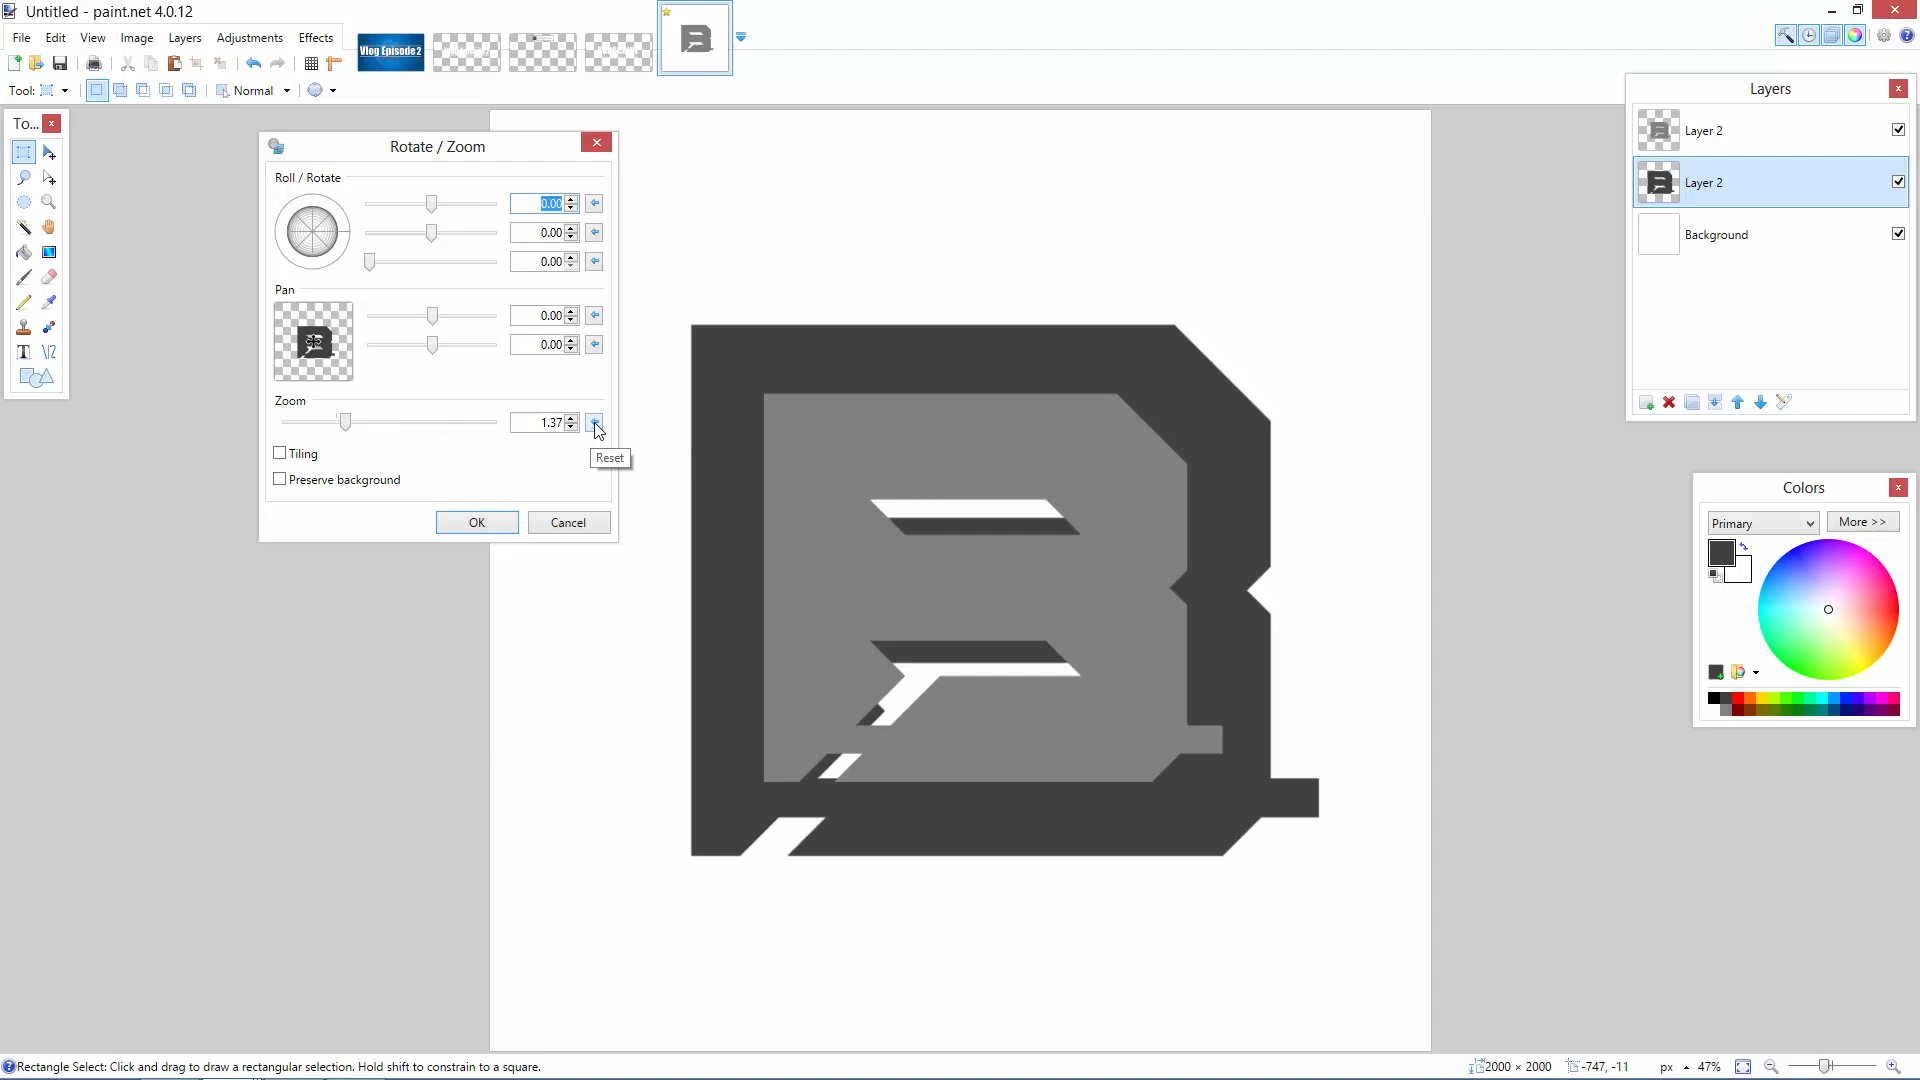 Untitled - paint.net 4.0.12
File Edit View Image Layers Adjustments Effects
Vlog Episode2
Tool: Normal
To...
Rotate / Zoom
Roll / Rotate
0.00
0.00
0.00
Pan
0.00
0.00
Zoom
1.37
Reset
Tiling
Preserve background
OK Cancel
Layers
Layer 2
Layer 2
Background
Colors
Primary More >>
Rectangle Select: Click and drag to draw a rectangular selection. Hold shift to constrain to a square.
2000 × 2000 -747, -11 px 47%